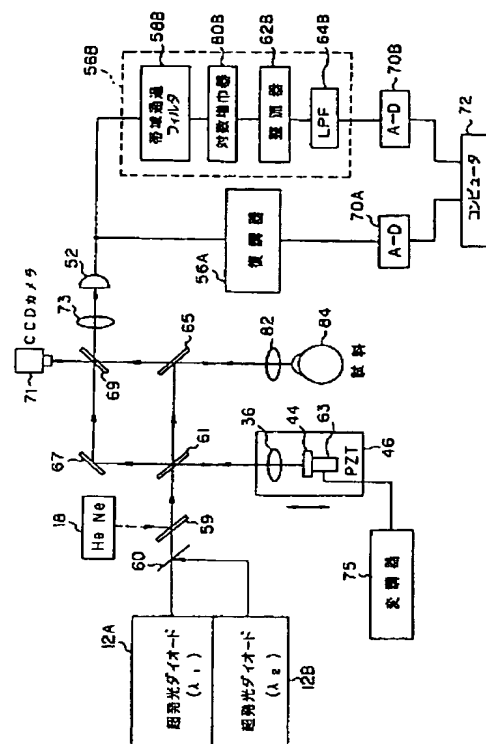 12A
超発光ダイオード
(λ1)
超発光ダイオード
(λ2)
12B
18
He Ne
60
59
67
61
36
44
63
PZT
46
75
変調器
71
CCDカメラ
69
73
52
65
82
84
試料
56A
復調器
56B
58B
帯域通過
フィルタ
80B
対数増巾器
62B
整流器
64B
LPF
70A
A-D
70B
A-D
72
コンピュータ